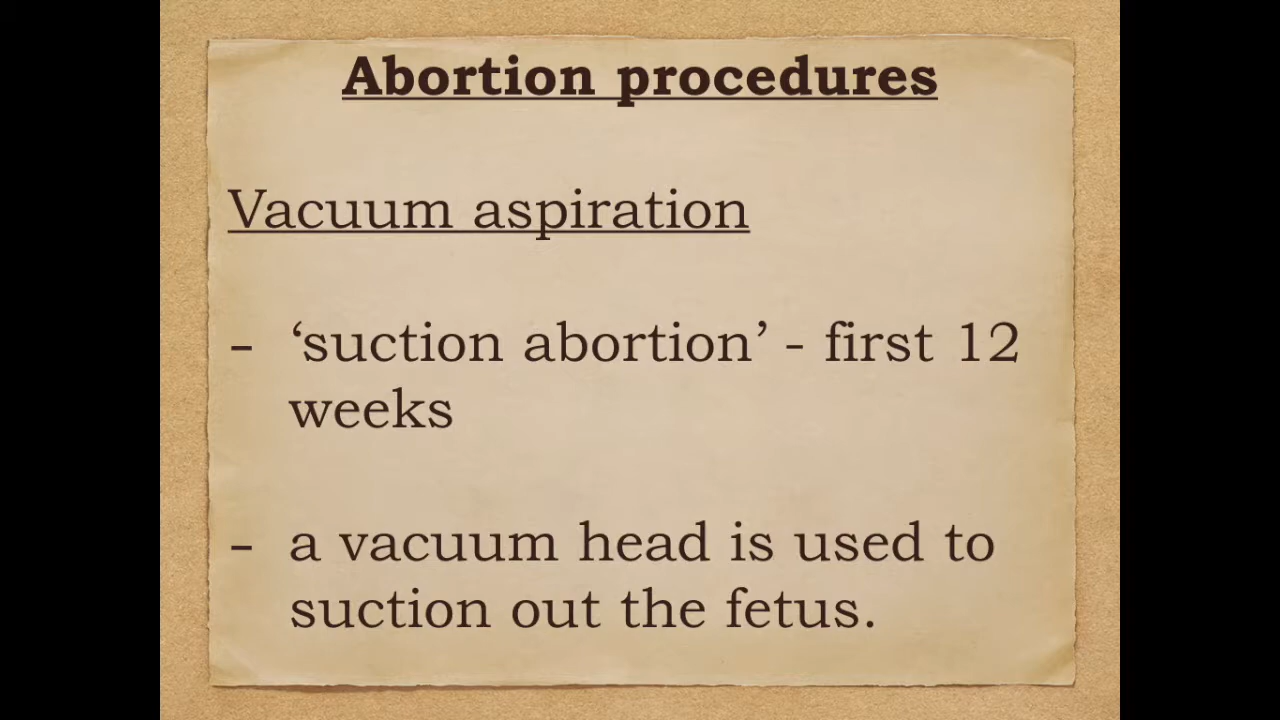 Abortion procedures
Vacuum aspiration
- ‘suction abortion’ - first 12
weeks
- a vacuum head is used to
suction out the fetus.